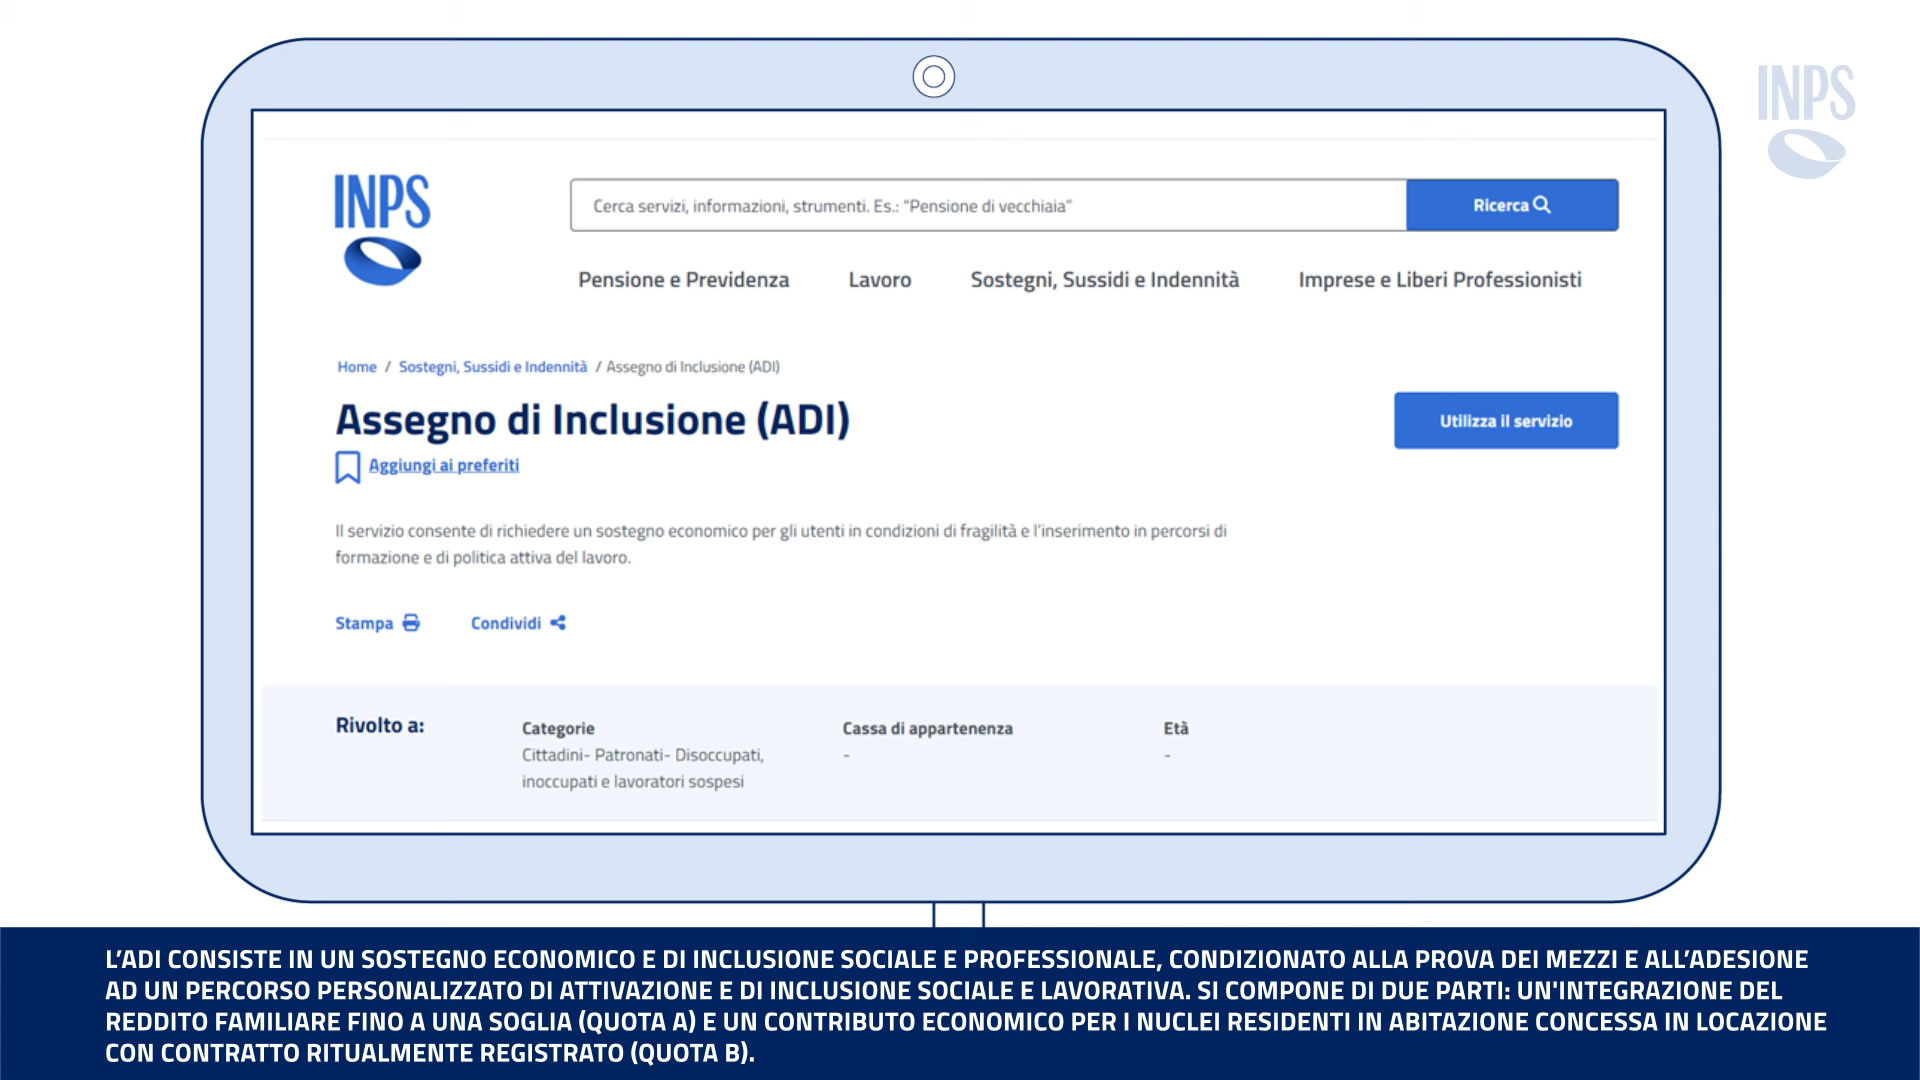 INPS
INPS
Cerca servizi, informazioni, strumenti. Es.: “Pensione di vecchiaia”
Ricerca
Pensione e Previdenza
Lavoro
Sostegni, Sussidi e Indennità
Imprese e Liberi Professionisti
Home / Sostegni, Sussidi e Indennità / Assegno di Inclusione (ADI)
Assegno di Inclusione (ADI)
Utilizza il servizio
Aggiungi ai preferiti
Il servizio consente di richiedere un sostegno economico per gli utenti in condizioni di fragilità e l’inserimento in percorsi di
formazione e di politica attiva del lavoro.
Stampa
Condividi
Rivolto a:
Categorie
Cittadini- Patronati- Disoccupati,
inoccupati e lavoratori sospesi
Cassa di appartenenza
-
Età
-
L’ADI CONSISTE IN UN SOSTEGNO ECONOMICO E DI INCLUSIONE SOCIALE E PROFESSIONALE, CONDIZIONATO ALLA PROVA DEI MEZZI E ALL’ADESIONE
AD UN PERCORSO PERSONALIZZATO DI ATTIVAZIONE E DI INCLUSIONE SOCIALE E LAVORATIVA. SI COMPONE DI DUE PARTI: UN'INTEGRAZIONE DEL
REDDITO FAMILIARE FINO A UNA SOGLIA (QUOTA A) E UN CONTRIBUTO ECONOMICO PER I NUCLEI RESIDENTI IN ABITAZIONE CONCESSA IN LOCAZIONE
CON CONTRATTO RITUALMENTE REGISTRATO (QUOTA B).